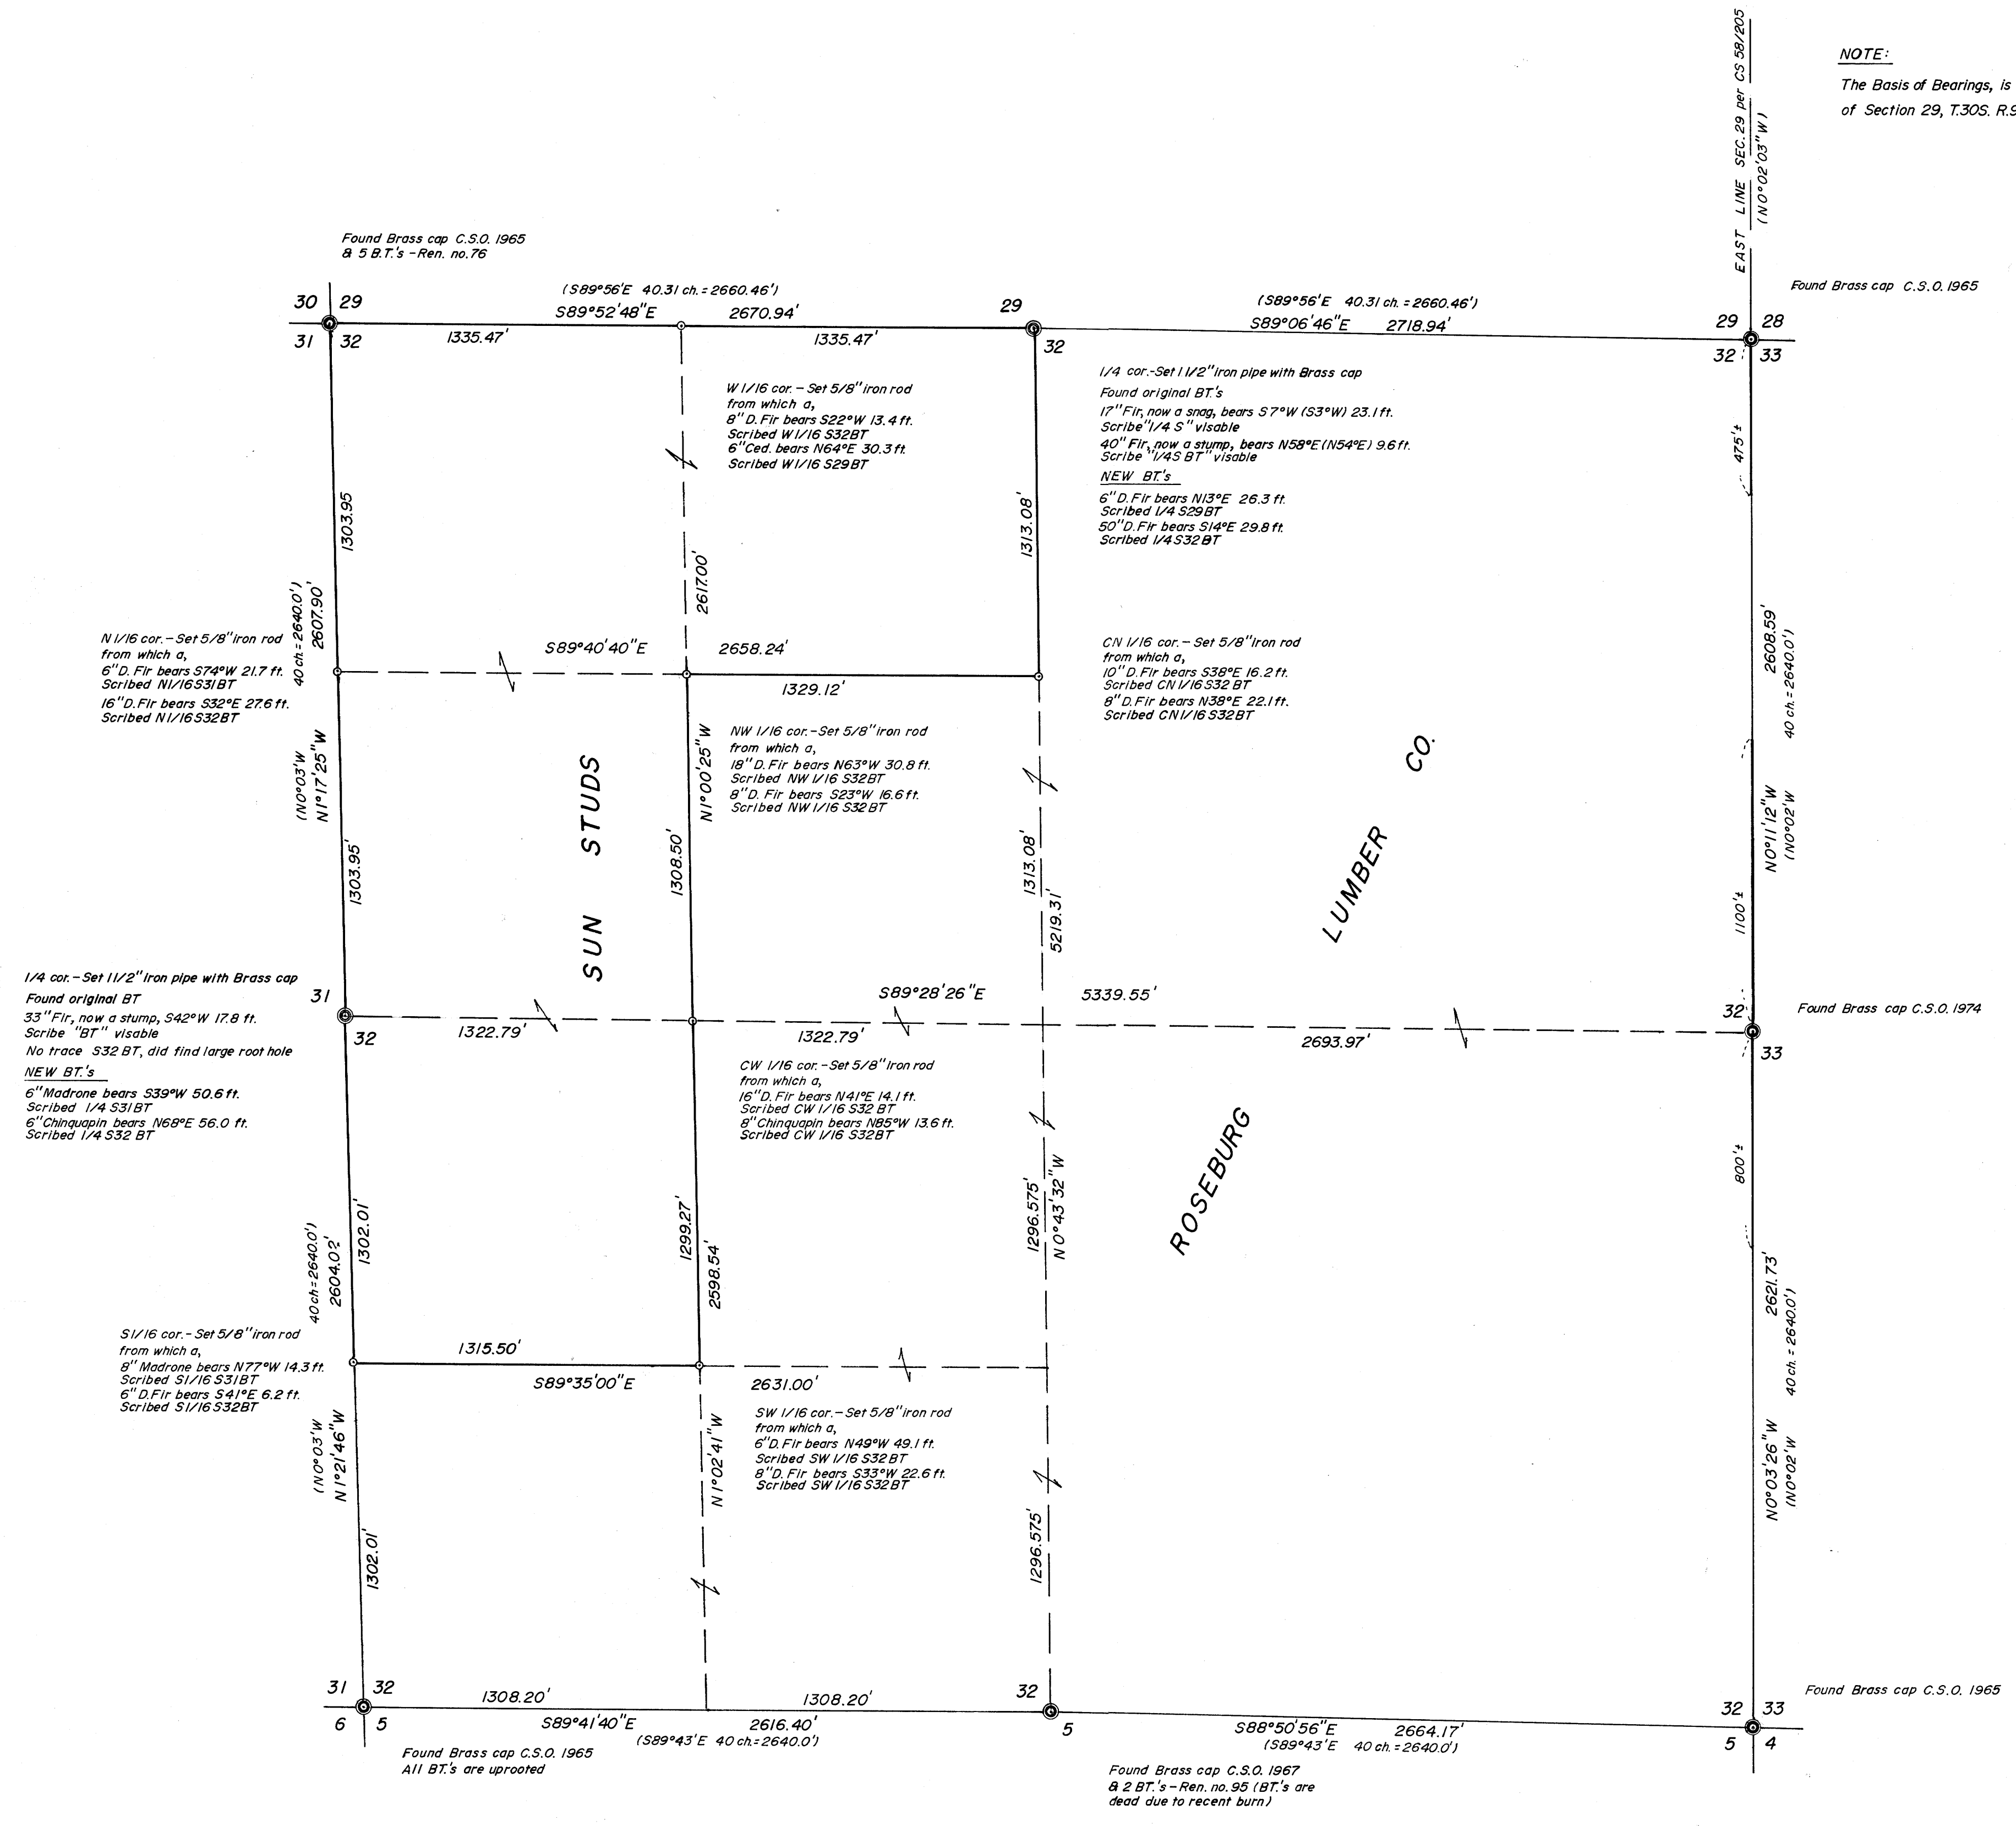 EAST LINE SEC. 29 per CS 58/205
(N0°02'03"W)
NOTE:
The Basis of Bearings, is
of Section 29, T.30S. R.9
Found Brass cap C.S.O. 1965
& 5 B.T.'s - Ren. no. 76
30 29
31 32
(S89°56'E 40.31 ch. = 2660.46')
S89°52'48"E 2670.94'
1335.47'
1335.47'
29
32
(S89°56'E 40.31 ch. = 2660.46')
S89°06'46"E 2718.94'
Found Brass cap C.S.O. 1965
29 28
32 33
W 1/16 cor. - Set 5/8" iron rod
from which a,
8" D. Fir bears S22°W 13.4 ft.
Scribed W 1/16 S32BT
6" Ced. bears N64°E 30.3 ft.
Scribed W 1/16 S29BT
1/4 cor.-Set 1 1/2" iron pipe with Brass cap
Found original BT.'s
17" Fir, now a snag, bears S7°W (S3°W) 23.1 ft.
Scribe "1/4 S" visable
40" Fir, now a stump, bears N58°E (N54°E) 9.6 ft.
Scribe "1/4S BT" visable
NEW BT.'s
6" D. Fir bears N13°E 26.3 ft.
Scribed 1/4 S29BT
50" D. Fir bears S14°E 29.8 ft.
Scribed 1/4 S32BT
475'±
1303.95
1313.08'
2617.00'
40 ch. = 2640.0')
2607.90'
N 1/16 cor. - Set 5/8" iron rod
from which a,
6" D. Fir bears S74°W 21.7 ft.
Scribed N1/16 S31BT
16" D. Fir bears S32°E 27.6 ft.
Scribed N1/16 S32BT
S89°40'40"E 2658.24'
1329.12'
CN 1/16 cor. - Set 5/8" iron rod
from which a,
10" D. Fir bears S38°E 16.2 ft.
Scribed CN 1/16 S32 BT
8" D. Fir bears N38°E 22.1 ft.
Scribed CN 1/16 S32BT
2608.59'
40 ch. = 2640.0')
(N0°03'W
N1°17'25"W
SUN STUDS
N1°00'25"W
NW 1/16 cor. - Set 5/8" iron rod
from which a,
18" D. Fir bears N63°W 30.8 ft.
Scribed NW 1/16 S32BT
8" D. Fir bears S23°W 16.6 ft.
Scribed NW 1/16 S32BT
ROSEBURG LUMBER CO.
N0°11'12"W
(N0°02'W
1303.95'
1308.50'
1313.08'
5219.31'
1100'±
1/4 cor. - Set 1 1/2" iron pipe with Brass cap
Found original BT
33" Fir, now a stump, S42°W 17.8 ft.
Scribe "BT" visable
No trace S32 BT, did find large root hole
NEW BT.'s
6" Madrone bears S39°W 50.6 ft.
Scribed 1/4 S31BT
6" Chinquapin bears N68°E 56.0 ft.
Scribed 1/4 S32 BT
31
32
S89°28'26"E 5339.55'
1322.79'
1322.79'
2693.97'
32
33
Found Brass cap C.S.O. 1974
CW 1/16 cor. - Set 5/8" iron rod
from which a,
16" D. Fir bears N41°E 14.1 ft.
Scribed CW 1/16 S32 BT
8" Chinquapin bears N85°W 13.6 ft.
Scribed CW 1/16 S32BT
800'±
40 ch = 2640.0')
2604.02'
1302.01'
1299.27'
2598.54'
1296.575'
N0°43'32"W
2621.73'
40 ch. = 2640.0')
S1/16 cor. - Set 5/8" iron rod
from which a,
8" Madrone bears N77°W 14.3 ft.
Scribed S1/16 S31BT
6" D. Fir bears S41°E 6.2 ft.
Scribed S1/16 S32BT
1315.50'
S89°35'00"E 2631.00'
(N0°03'W
N1°21'46"W
N1°02'41"W
SW 1/16 cor. - Set 5/8" iron rod
from which a,
6" D. Fir bears N49°W 49.1 ft.
Scribed SW 1/16 S32BT
8" D. Fir bears S33°W 22.6 ft.
Scribed SW 1/16 S32BT
N0°03'26"W
(N0°02'W
1302.01'
1296.575'
31 32
6 5
1308.20'
1308.20'
S89°41'40"E 2616.40'
(S89°43'E 40 ch. = 2640.0')
32
5
S88°50'56"E 2664.17'
(S89°43'E 40 ch. = 2640.0')
32 33
5 4
Found Brass cap C.S.O. 1965
Found Brass cap C.S.O. 1965
All BT.'s are uprooted
Found Brass cap C.S.O. 1967
& 2 BT.'s - Ren. no. 95 (BT.'s are
dead due to recent burn)